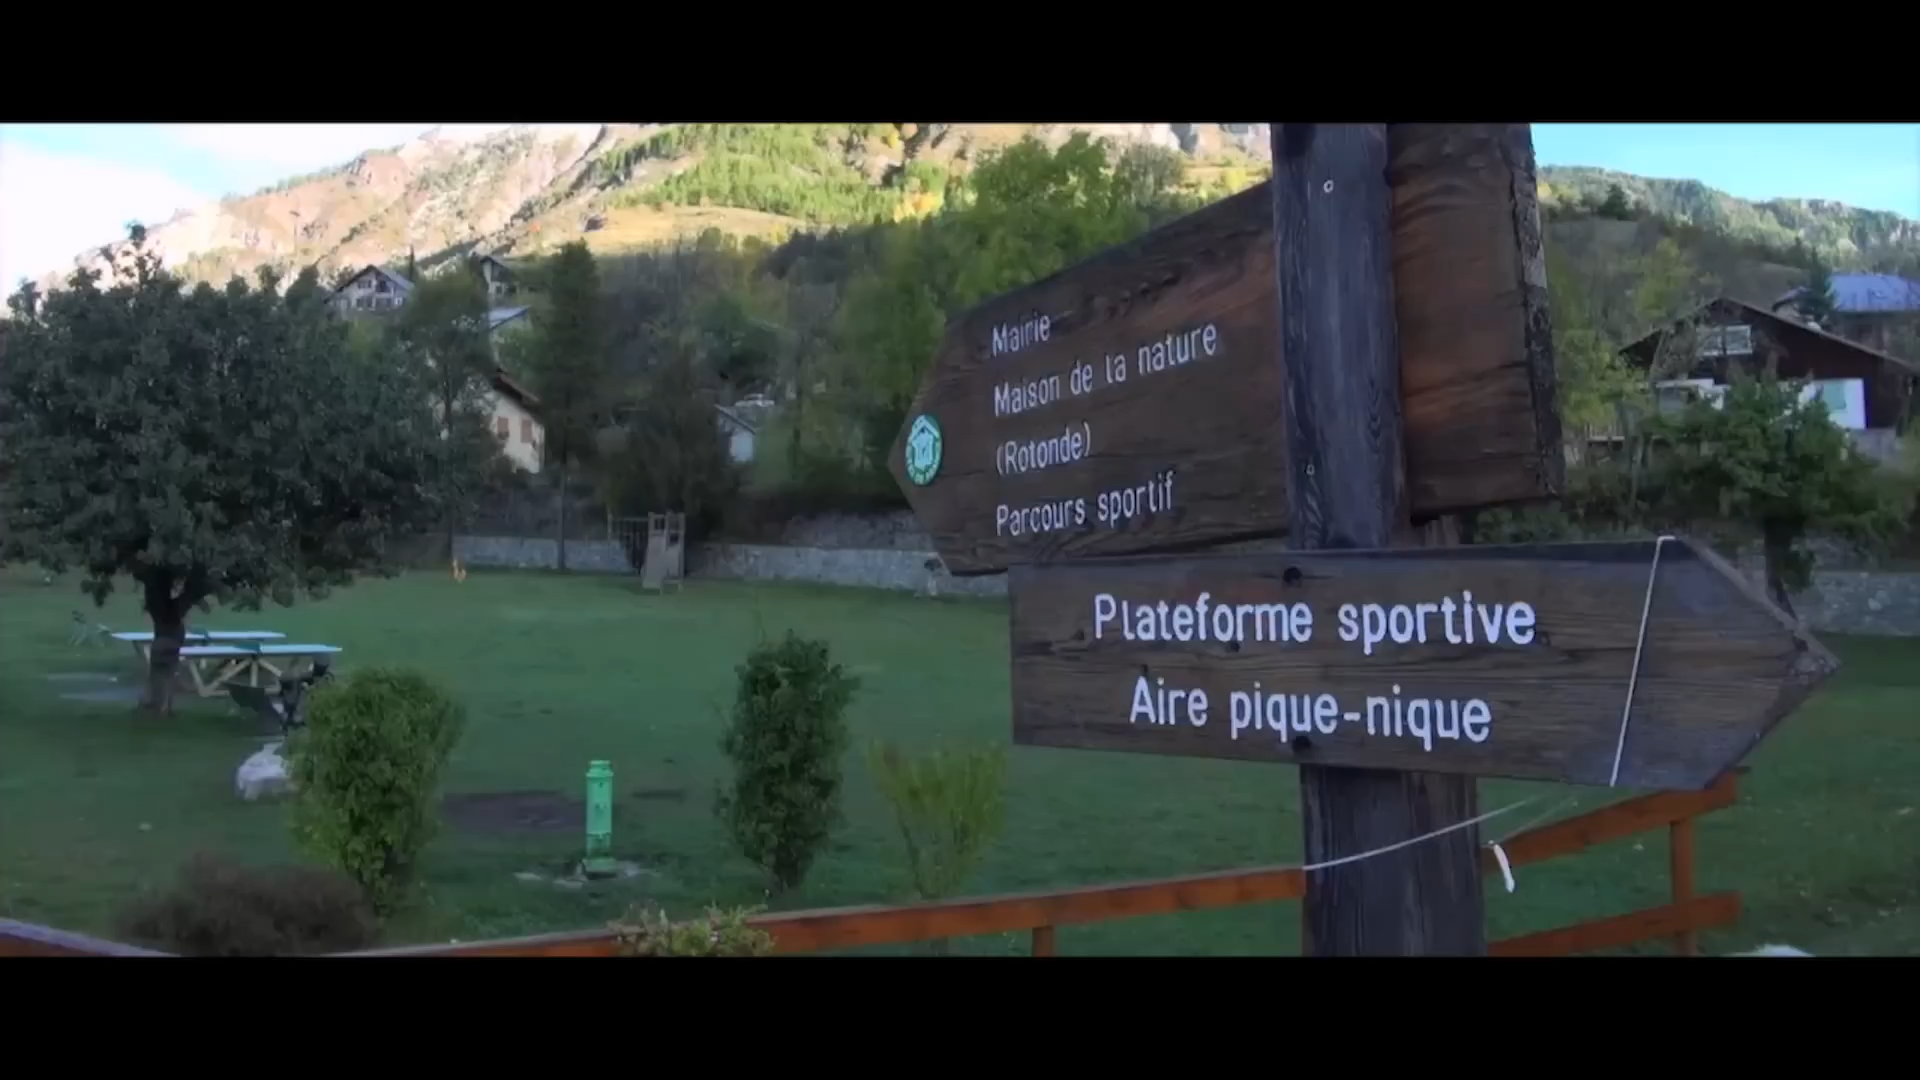 Mairie
Maison de la nature
(Rotonde)
Parcours sportif
Plateforme sportive
Aire pique-nique